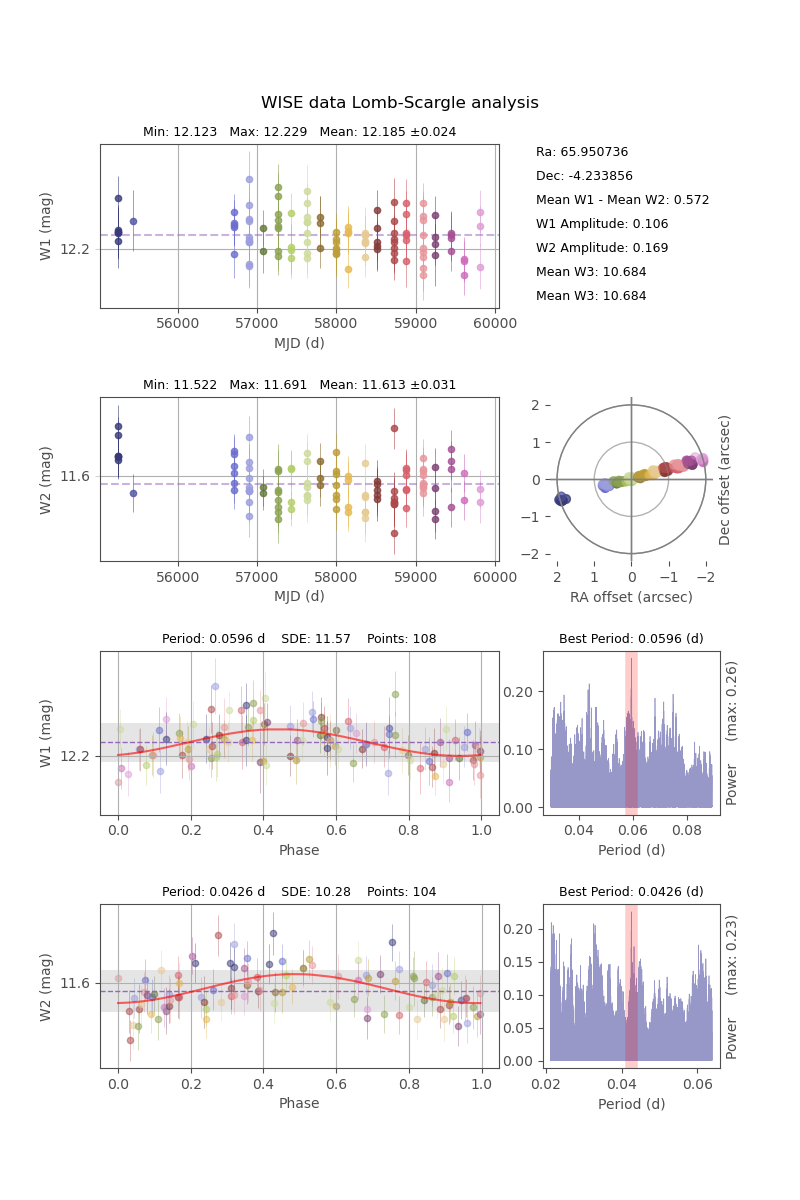 WISE data Lomb-Scargle analysis
Min: 12.123   Max: 12.229   Mean: 12.185 ±0.024
W1 (mag)
12.2
56000 57000 58000 59000 60000
MJD (d)
Ra: 65.950736
Dec: -4.233856
Mean W1 - Mean W2: 0.572
W1 Amplitude: 0.106
W2 Amplitude: 0.169
Mean W3: 10.684
Mean W3: 10.684
Min: 11.522   Max: 11.691   Mean: 11.613 ±0.031
W2 (mag)
11.6
56000 57000 58000 59000 60000
MJD (d)
2
1
0
−1
−2
2 1 0 −1 −2
RA offset (arcsec)
Dec offset (arcsec)
Period: 0.0596 d    SDE: 11.57    Points: 108
W1 (mag)
12.2
0.0 0.2 0.4 0.6 0.8 1.0
Phase
Best Period: 0.0596 (d)
0.20
0.10
0.00
0.04 0.06 0.08
Period (d)
Power     (max: 0.26)
Period: 0.0426 d    SDE: 10.28    Points: 104
W2 (mag)
11.6
0.0 0.2 0.4 0.6 0.8 1.0
Phase
Best Period: 0.0426 (d)
0.20
0.15
0.10
0.05
0.00
0.02 0.04 0.06
Period (d)
Power     (max: 0.23)